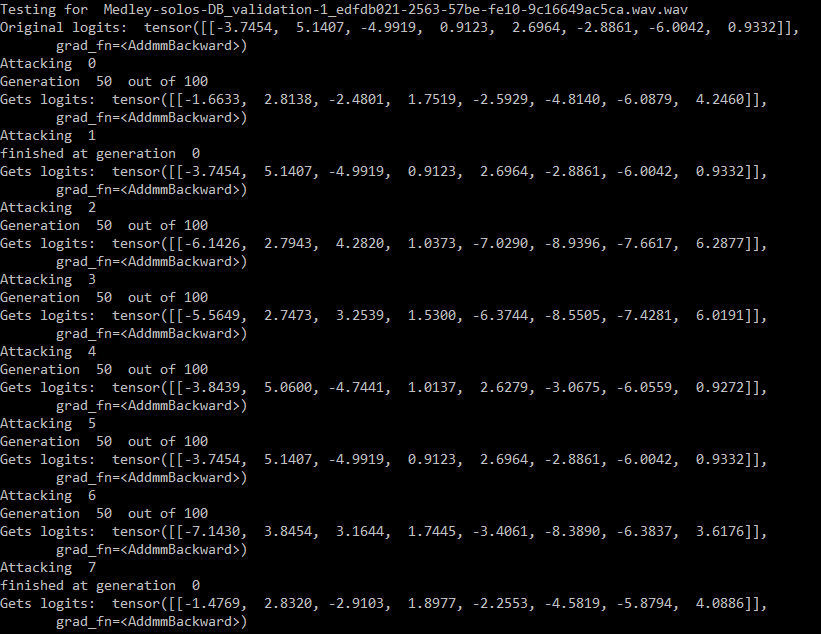 Testing for  Medley-solos-DB_validation-1_edfdb021-2563-57be-fe10-9c16649ac5ca.wav.wav
Original logits:  tensor([[-3.7454,  5.1407, -4.9919,  0.9123,  2.6964, -2.8861, -6.0042,  0.9332]],
       grad_fn=<AddmmBackward>)
Attacking  0
Generation  50  out of 100
Gets logits:  tensor([[-1.6633,  2.8138, -2.4801,  1.7519, -2.5929, -4.8140, -6.0879,  4.2460]],
       grad_fn=<AddmmBackward>)
Attacking  1
finished at generation  0
Gets logits:  tensor([[-3.7454,  5.1407, -4.9919,  0.9123,  2.6964, -2.8861, -6.0042,  0.9332]],
       grad_fn=<AddmmBackward>)
Attacking  2
Generation  50  out of 100
Gets logits:  tensor([[-6.1426,  2.7943,  4.2820,  1.0373, -7.0290, -8.9396, -7.6617,  6.2877]],
       grad_fn=<AddmmBackward>)
Attacking  3
Generation  50  out of 100
Gets logits:  tensor([[-5.5649,  2.7473,  3.2539,  1.5300, -6.3744, -8.5505, -7.4281,  6.0191]],
       grad_fn=<AddmmBackward>)
Attacking  4
Generation  50  out of 100
Gets logits:  tensor([[-3.8439,  5.0600, -4.7441,  1.0137,  2.6279, -3.0675, -6.0559,  0.9272]],
       grad_fn=<AddmmBackward>)
Attacking  5
Generation  50  out of 100
Gets logits:  tensor([[-3.7454,  5.1407, -4.9919,  0.9123,  2.6964, -2.8861, -6.0042,  0.9332]],
       grad_fn=<AddmmBackward>)
Attacking  6
Generation  50  out of 100
Gets logits:  tensor([[-7.1430,  3.8454,  3.1644,  1.7445, -3.4061, -8.3890, -6.3837,  3.6176]],
       grad_fn=<AddmmBackward>)
Attacking  7
finished at generation  0
Gets logits:  tensor([[-1.4769,  2.8320, -2.9103,  1.8977, -2.2553, -4.5819, -5.8794,  4.0886]],
       grad_fn=<AddmmBackward>)